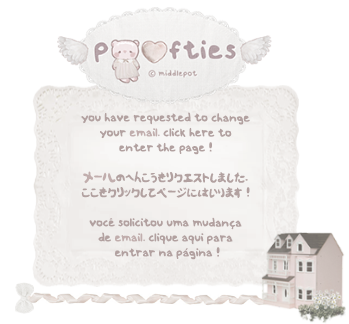 p fties
© middlepot
you have requested to change
your email. click here to
enter the page !
メールのへんこうをリクエストしました.
ここをクリックしてページにはいります !
você solicitou uma mudança
de email. clique aqui para
entrar na página !